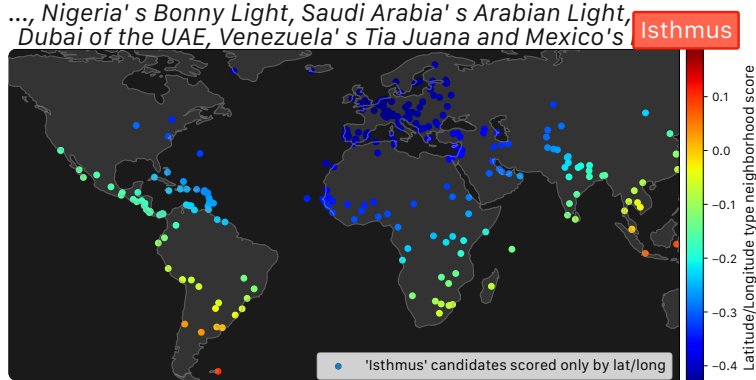 ..., Nigeria' s Bonny Light, Saudi Arabia' s Arabian Light,
Dubai of the UAE, Venezuela' s Tia Juana and Mexico's
Isthmus
0.1
0.0
−0.1
−0.2
−0.3
−0.4
Latitude/Longitude type neighborhood score
'Isthmus' candidates scored only by lat/long